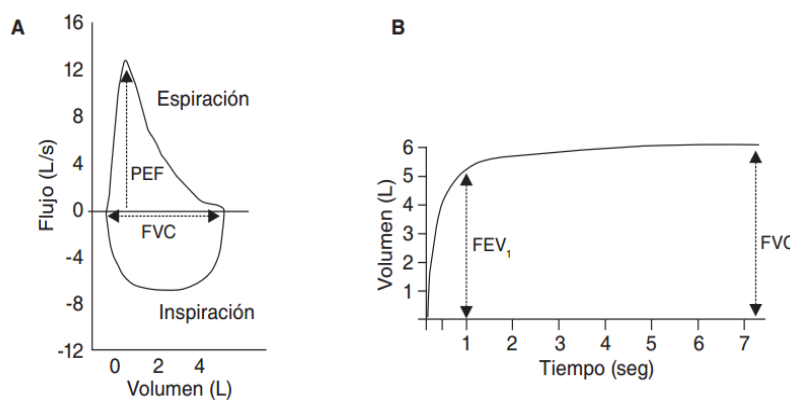 A
16
12
8
4
0
-4
-8
-12
Flujo (L/s)
Espiración
PEF
FVC
Inspiración
0 2 4
Volumen (L)
B
6
5
4
3
2
1
Volumen (L)
FEV1
FVC
1 2 3 4 5 6 7
Tiempo (seg)